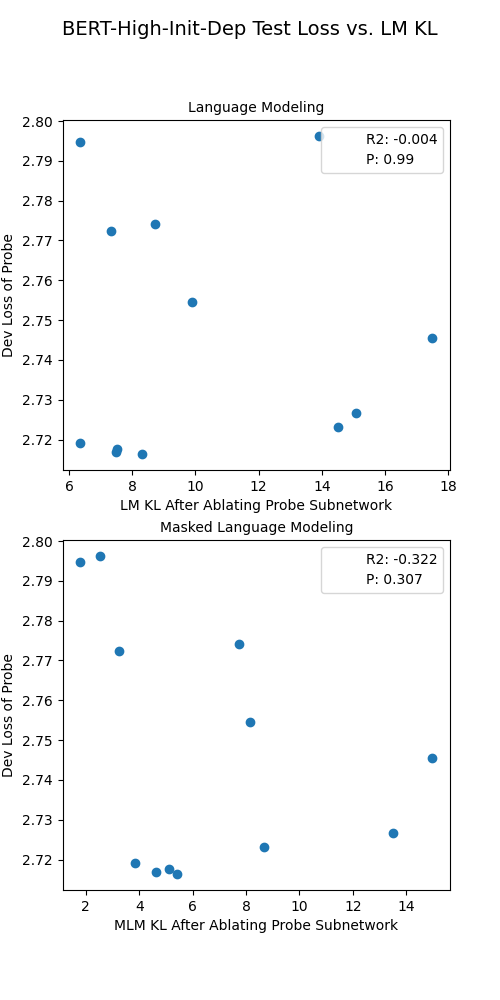 BERT-High-Init-Dep Test Loss vs. LM KL
Language Modeling
R2: -0.004
P: 0.99
2.80
2.79
2.78
2.77
2.76
2.75
2.74
2.73
2.72
Dev Loss of Probe
6 8 10 12 14 16 18
LM KL After Ablating Probe Subnetwork
Masked Language Modeling
R2: -0.322
P: 0.307
2.80
2.79
2.78
2.77
2.76
2.75
2.74
2.73
2.72
Dev Loss of Probe
2 4 6 8 10 12 14
MLM KL After Ablating Probe Subnetwork